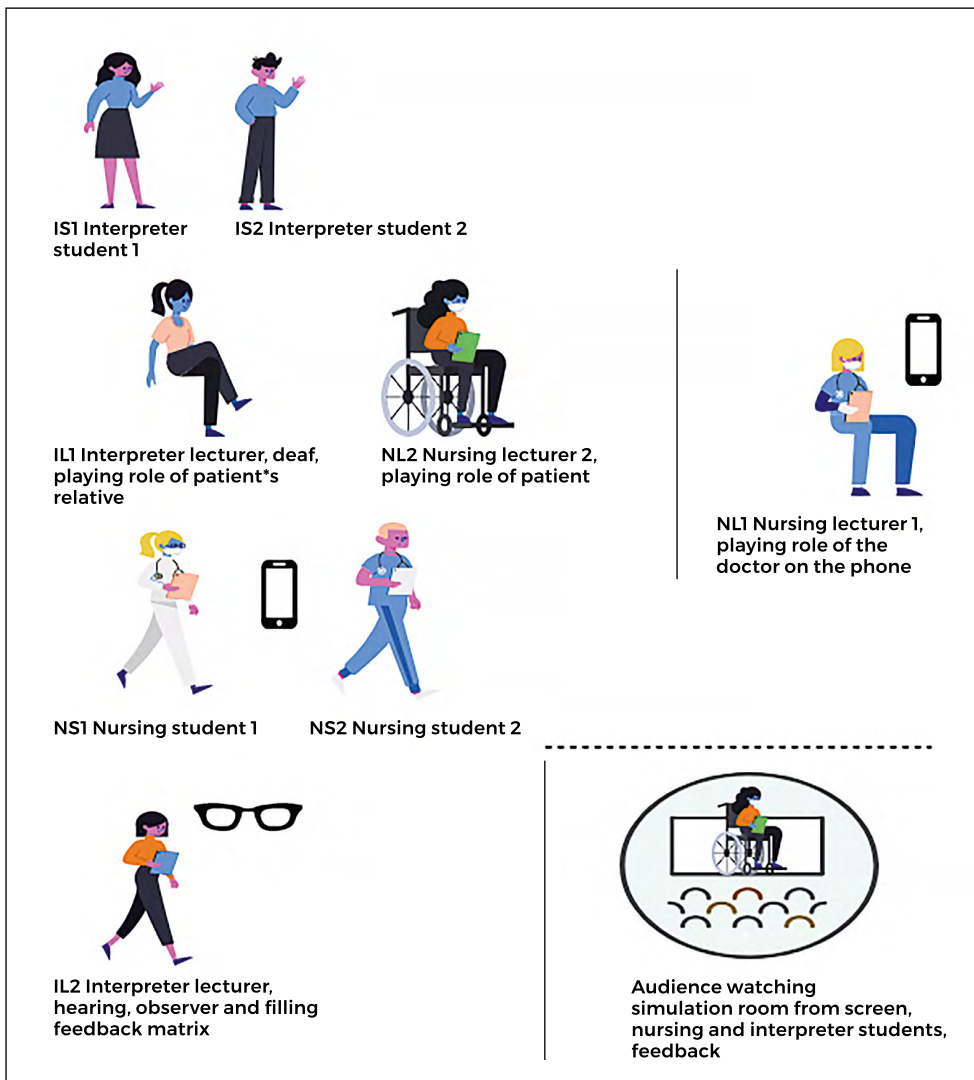 IS1 Interpreter
student 1
IS2 Interpreter student 2
IL1 Interpreter lecturer, deaf,
playing role of patient*s
relative
NL2 Nursing lecturer 2,
playing role of patient
NL1 Nursing lecturer 1,
playing role of the
doctor on the phone
NS1 Nursing student 1
NS2 Nursing student 2
IL2 Interpreter lecturer,
hearing, observer and filling
feedback matrix
Audience watching
simulation room from screen,
nursing and interpreter students,
feedback